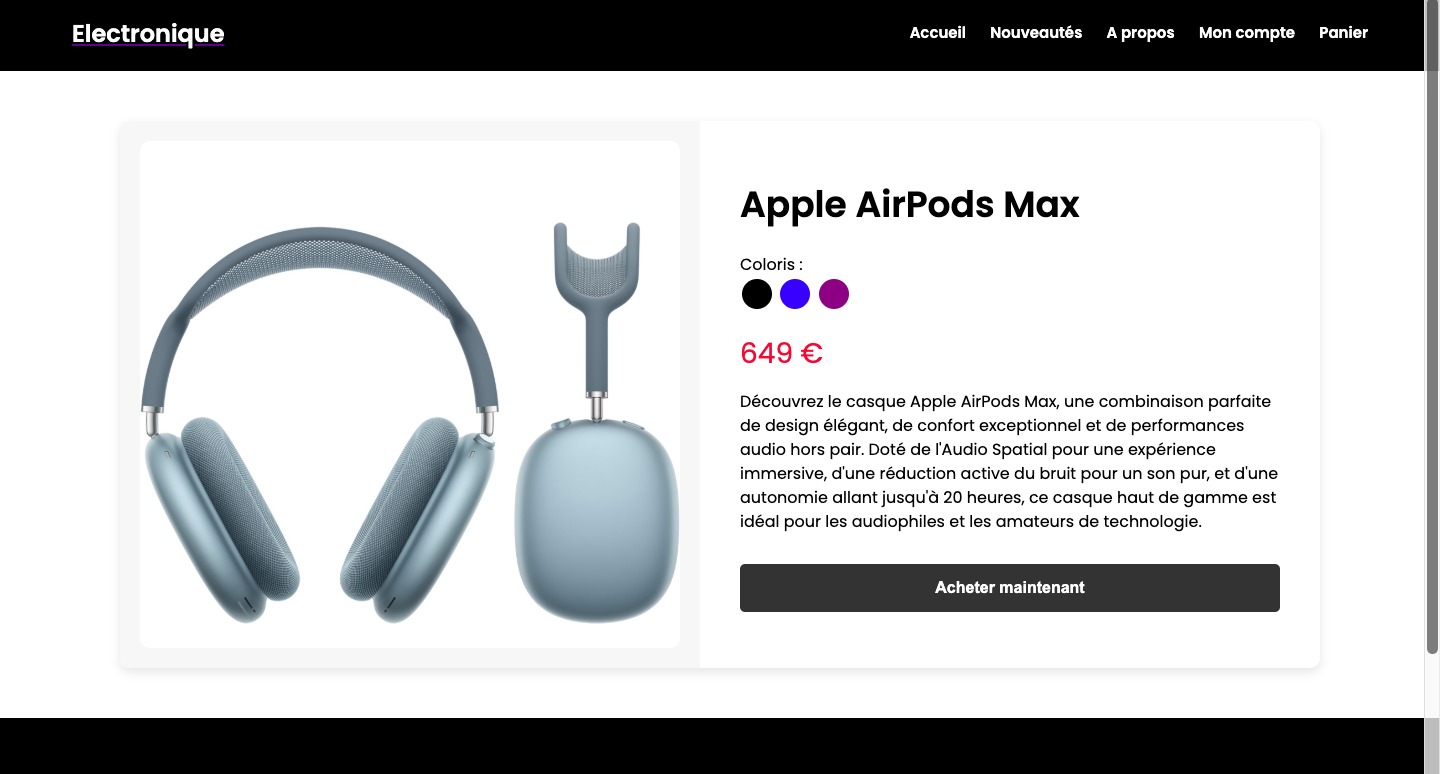 Electronique
Accueil Nouveautés A propos Mon compte Panier
Apple AirPods Max
Coloris :
649 €
Découvrez le casque Apple AirPods Max, une combinaison parfaite
de design élégant, de confort exceptionnel et de performances
audio hors pair. Doté de l'Audio Spatial pour une expérience
immersive, d'une réduction active du bruit pour un son pur, et d'une
autonomie allant jusqu'à 20 heures, ce casque haut de gamme est
idéal pour les audiophiles et les amateurs de technologie.
Acheter maintenant